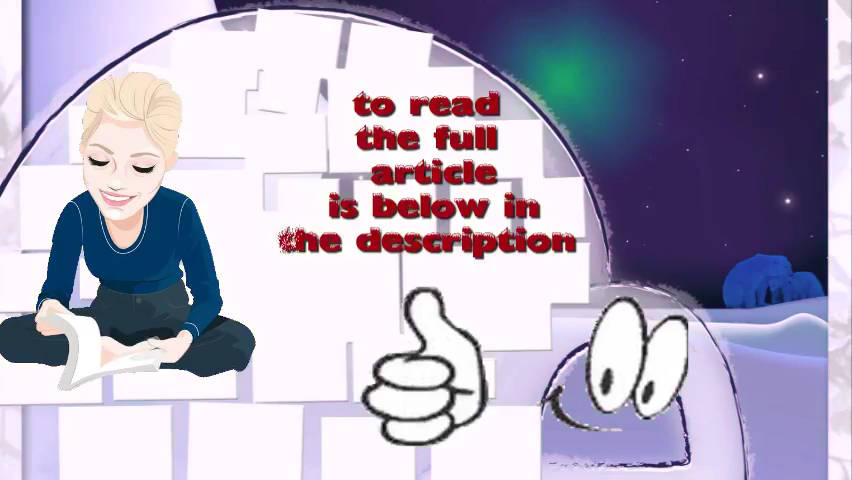 to read
the full
article
is below in
the description